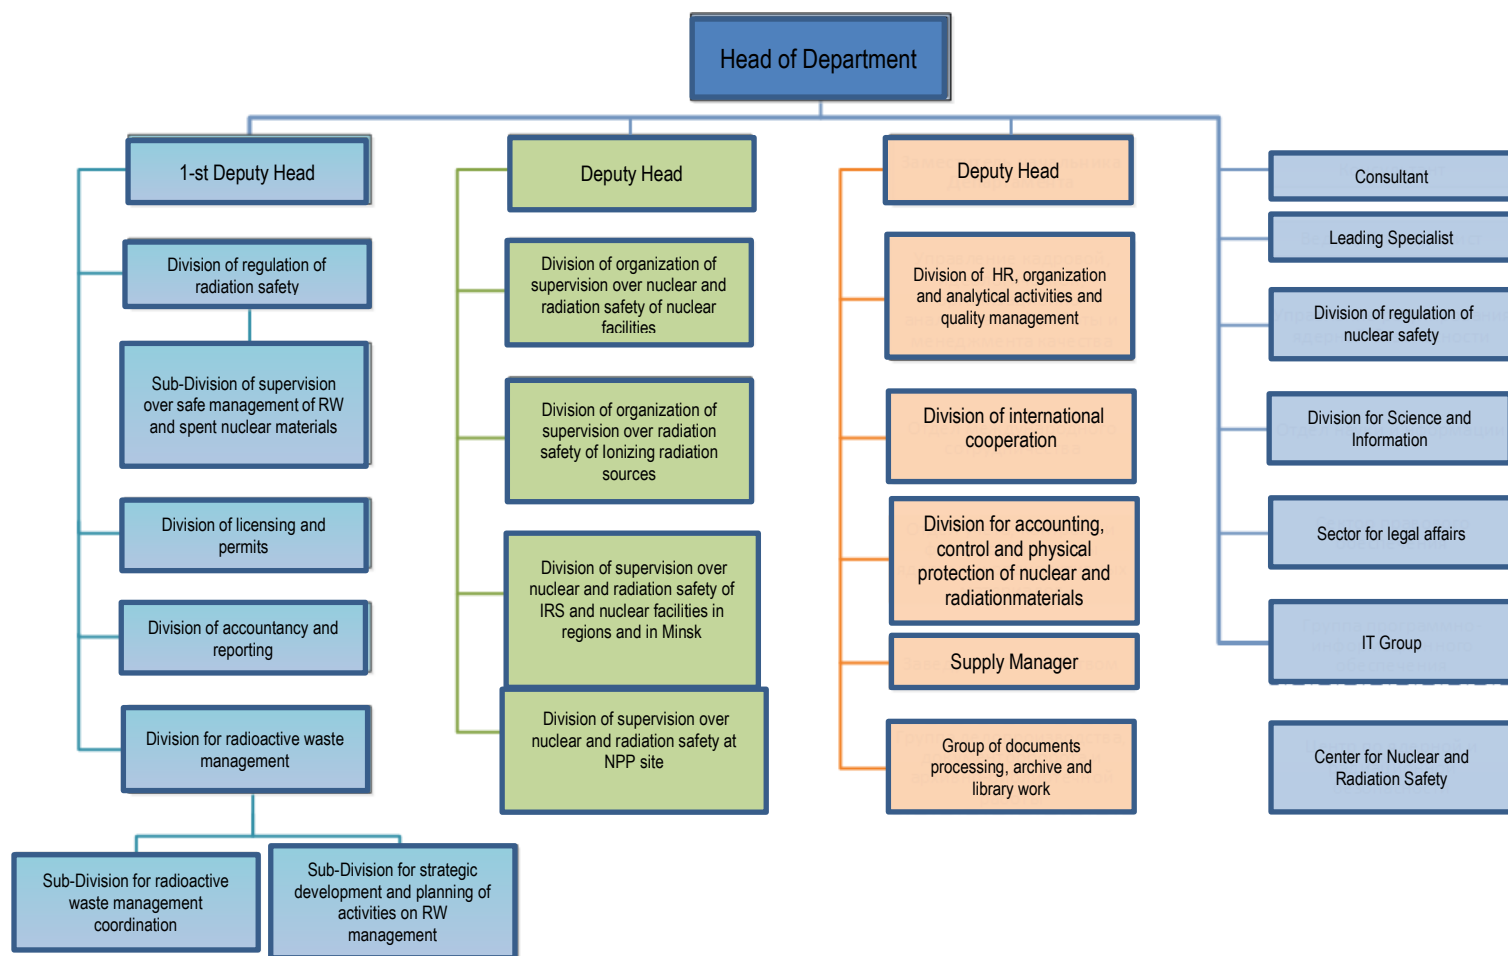 Head of Department
1-st Deputy Head
Division of regulation of
radiation safety
Sub-Division of supervision
over safe management of RW
and spent nuclear materials
Division of licensing and
permits
Division of accountancy and
reporting
Division for radioactive waste
management
Sub-Division for radioactive
waste management
coordination
Sub-Division for strategic
development and planning of
activities on RW
management
Deputy Head
Division of organization of
supervision over nuclear and
radiation safety of nuclear
facilities
Division of organization of
supervision over radiation
safety of Ionizing radiation
sources
Division of supervision over
nuclear and radiation safety of
IRS and nuclear facilities in
regions and in Minsk
Division of supervision over
nuclear and radiation safety at
NPP site
Deputy Head
Division of HR, organization
and analytical activities and
quality management
Division of international
cooperation
Division for accounting,
control and physical
protection of nuclear and
radiationmaterials
Supply Manager
Group of documents
processing, archive and
library work
Consultant
Leading Specialist
Division of regulation of
nuclear safety
Division for Science and
Information
Sector for legal affairs
IT Group
Center for Nuclear and
Radiation Safety